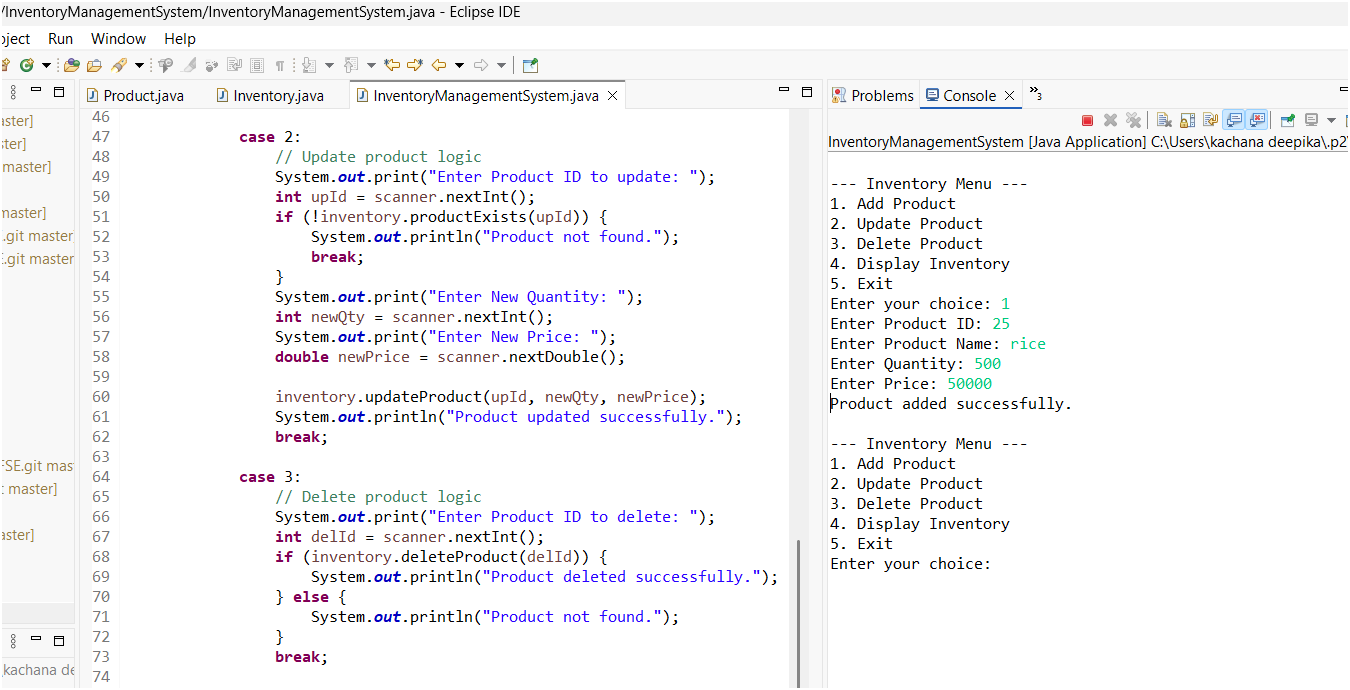 /InventoryManagementSystem/InventoryManagementSystem.java - Eclipse IDE
oject Run Window Help
Product.java Inventory.java InventoryManagementSystem.java
aster]
ster]
master]
master]
.git master
E.git master
FSE.git mas
t master]
aster]
kachana de
46
47 case 2:
48 // Update product logic
49 System.out.print("Enter Product ID to update: ");
50 int upId = scanner.nextInt();
51 if (!inventory.productExists(upId)) {
52 System.out.println("Product not found.");
53 break;
54 }
55 System.out.print("Enter New Quantity: ");
56 int newQty = scanner.nextInt();
57 System.out.print("Enter New Price: ");
58 double newPrice = scanner.nextDouble();
59
60 inventory.updateProduct(upId, newQty, newPrice);
61 System.out.println("Product updated successfully.");
62 break;
63
64 case 3:
65 // Delete product logic
66 System.out.print("Enter Product ID to delete: ");
67 int delId = scanner.nextInt();
68 if (inventory.deleteProduct(delId)) {
69 System.out.println("Product deleted successfully.");
70 } else {
71 System.out.println("Product not found.");
72 }
73 break;
74
Problems Console 3
InventoryManagementSystem [Java Application] C:\Users\kachana deepika\.p2\
--- Inventory Menu ---
1. Add Product
2. Update Product
3. Delete Product
4. Display Inventory
5. Exit
Enter your choice: 1
Enter Product ID: 25
Enter Product Name: rice
Enter Quantity: 500
Enter Price: 50000
Product added successfully.
--- Inventory Menu ---
1. Add Product
2. Update Product
3. Delete Product
4. Display Inventory
5. Exit
Enter your choice: